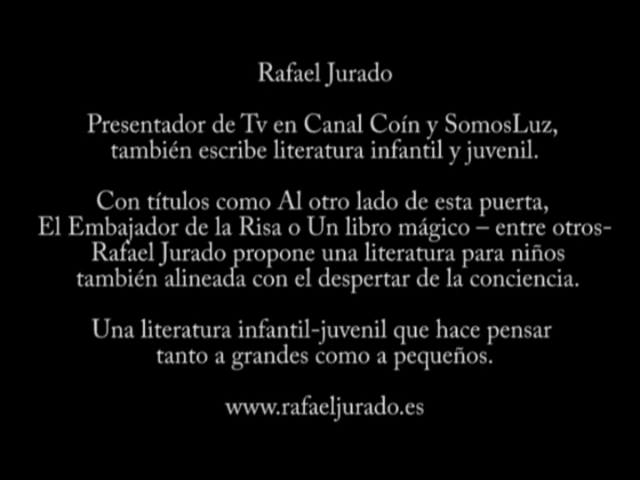 Rafael Jurado
Presentador de Tv en Canal Coín y SomosLuz,
también escribe literatura infantil y juvenil.
Con títulos como Al otro lado de esta puerta,
El Embajador de la Risa o Un libro mágico – entre otros-
Rafael Jurado propone una literatura para niños
también alineada con el despertar de la conciencia.
Una literatura infantil-juvenil que hace pensar
tanto a grandes como a pequeños.
www.rafaeljurado.es